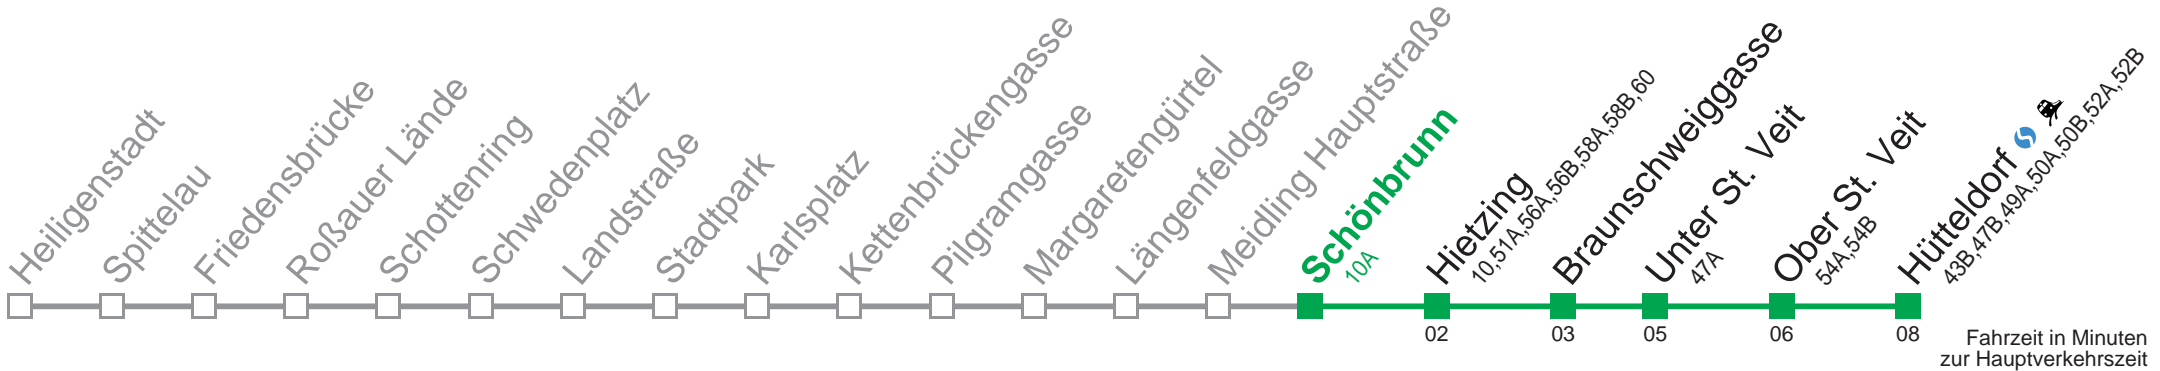 Heiligenstadt
Spittelau
Friedensbrücke
Roßauer Lände
Schottenring
Schwedenplatz
Landstraße
Stadtpark
Karlsplatz
Kettenbrückengasse
Pilgramgasse
Margaretengürtel
Längenfeldgasse
Meidling Hauptstraße
Schönbrunn
10A
Hietzing
10,51A,56A,56B,58A,58B,60
02
Braunschweiggasse
03
Unter St. Veit
47A
05
Ober St. Veit
54A,54B
06
Hütteldorf
43B,47B,49A,50A,50B,52A,52B
08
Fahrzeit in Minuten
zur Hauptverkehrszeit